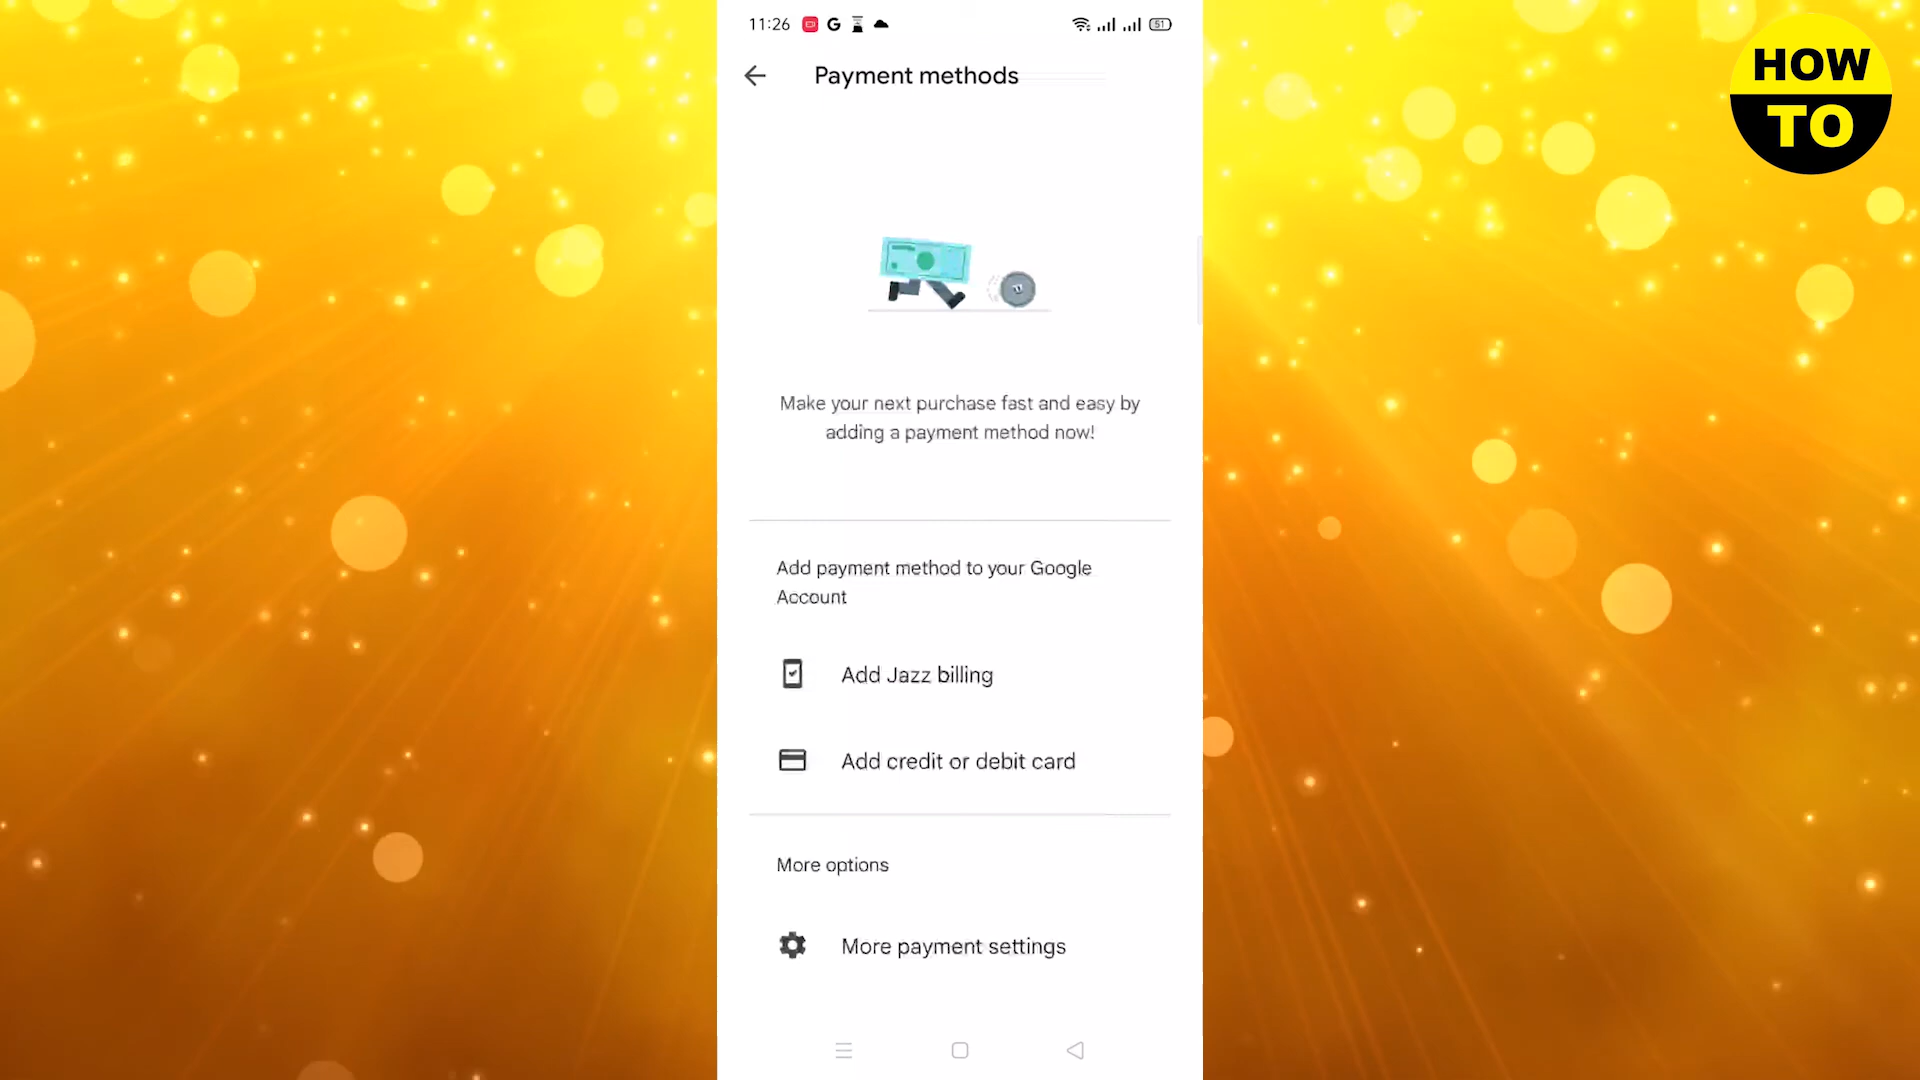 11:26
G
51
Payment methods
HOW
TO
Make your next purchase fast and easy by
adding a payment method now!
Add payment method to your Google
Account
Add Jazz billing
Add credit or debit card
More options
More payment settings